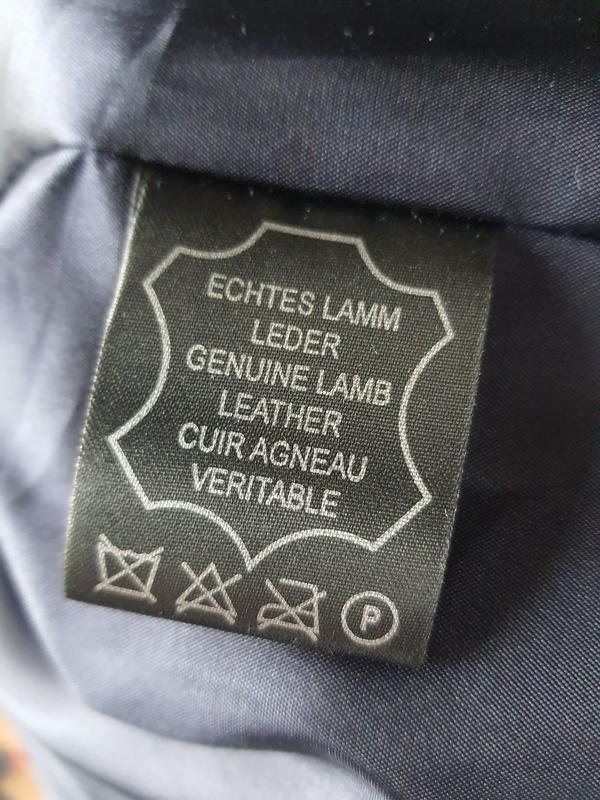 ECHTES LAMM
LEDER
GENUINE LAMB
LEATHER
CUIR AGNEAU
VERITABLE
P